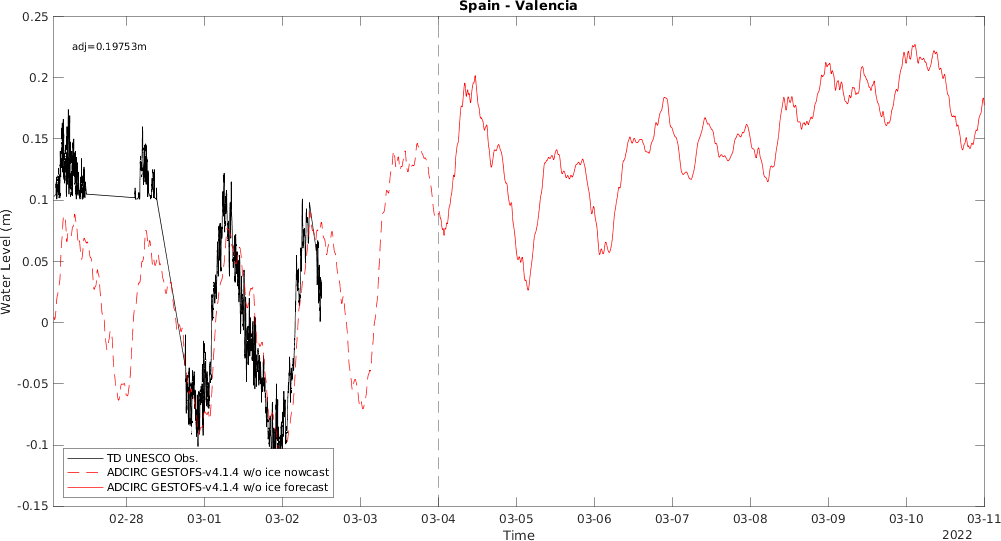 Spain - Valencia
adj=0.19753m
0.25
0.2
0.15
0.1
0.05
0
-0.05
-0.1
-0.15
Water Level (m)
TD UNESCO Obs.
ADCIRC GESTOFS-v4.1.4 w/o ice nowcast
ADCIRC GESTOFS-v4.1.4 w/o ice forecast
02-28 03-01 03-02 03-03 03-04 03-05 03-06 03-07 03-08 03-09 03-10 03-11
Time
2022